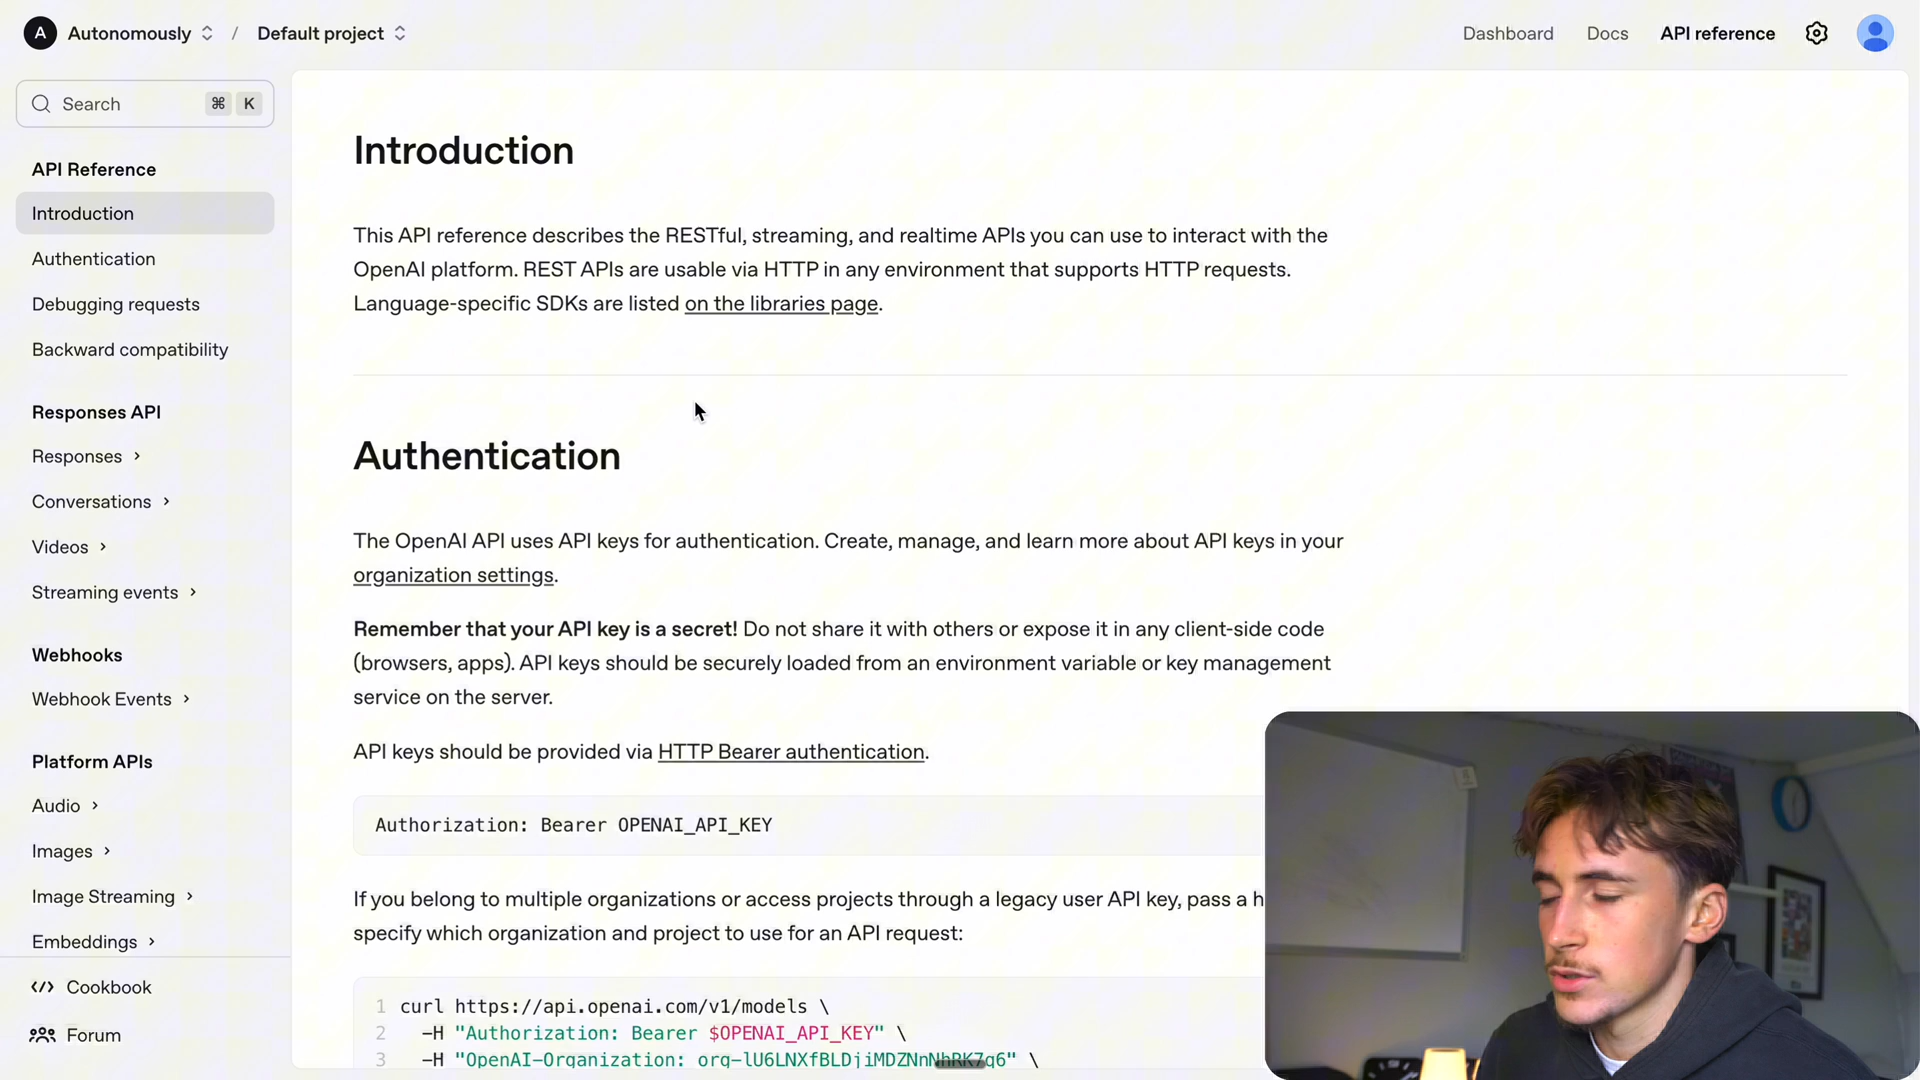 A Autonomously / Default project
Dashboard Docs API reference
Search ⌘ K
API Reference
Introduction
Authentication
Debugging requests
Backward compatibility
Responses API
Responses
Conversations
Videos
Streaming events
Webhooks
Webhook Events
Platform APIs
Audio
Images
Image Streaming
Embeddings
Cookbook
Forum
Introduction
This API reference describes the RESTful, streaming, and realtime APIs you can use to interact with the
OpenAI platform. REST APIs are usable via HTTP in any environment that supports HTTP requests.
Language-specific SDKs are listed on the libraries page.
Authentication
The OpenAI API uses API keys for authentication. Create, manage, and learn more about API keys in your
organization settings.
Remember that your API key is a secret! Do not share it with others or expose it in any client-side code
(browsers, apps). API keys should be securely loaded from an environment variable or key management
service on the server.
API keys should be provided via HTTP Bearer authentication.
Authorization: Bearer OPENAI_API_KEY
If you belong to multiple organizations or access projects through a legacy user API key, pass a h
specify which organization and project to use for an API request:
1 curl https://api.openai.com/v1/models \
2 -H "Authorization: Bearer $OPENAI_API_KEY" \
3 -H "OpenAI-Organization: \